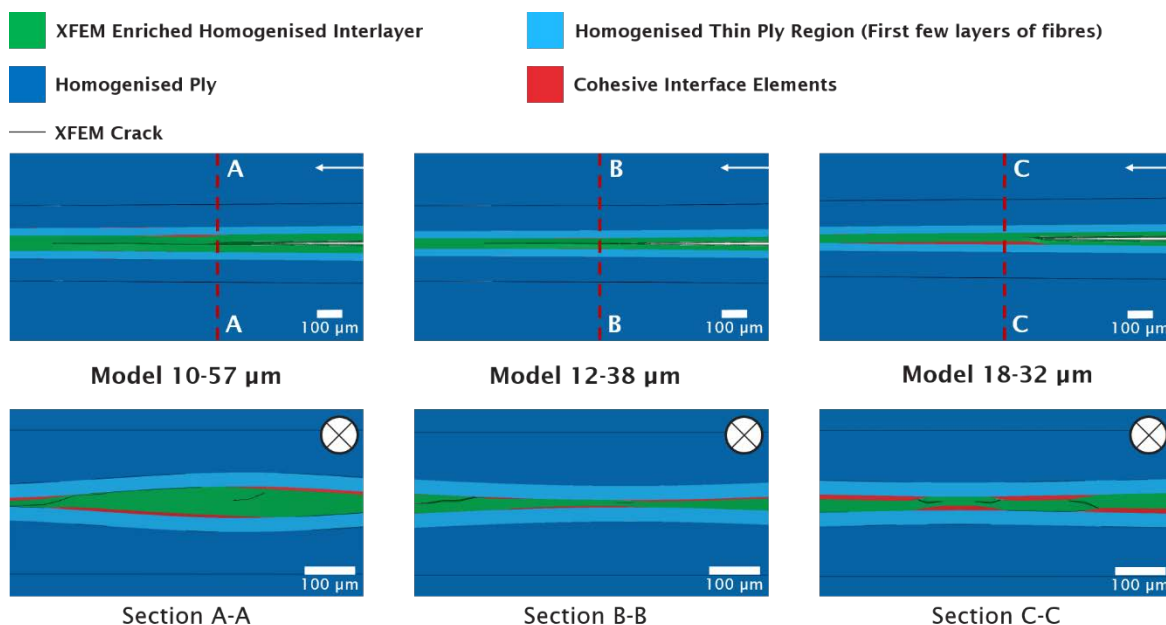 XFEM Enriched Homogenised Interlayer
Homogenised Thin Ply Region (First few layers of fibres)
Homogenised Ply
Cohesive Interface Elements
XFEM Crack
A
B
C
A
100 µm
B
100 µm
C
100 µm
Model 10-57 µm
Model 12-38 µm
Model 18-32 µm
100 µm
100 µm
100 µm
Section A-A
Section B-B
Section C-C